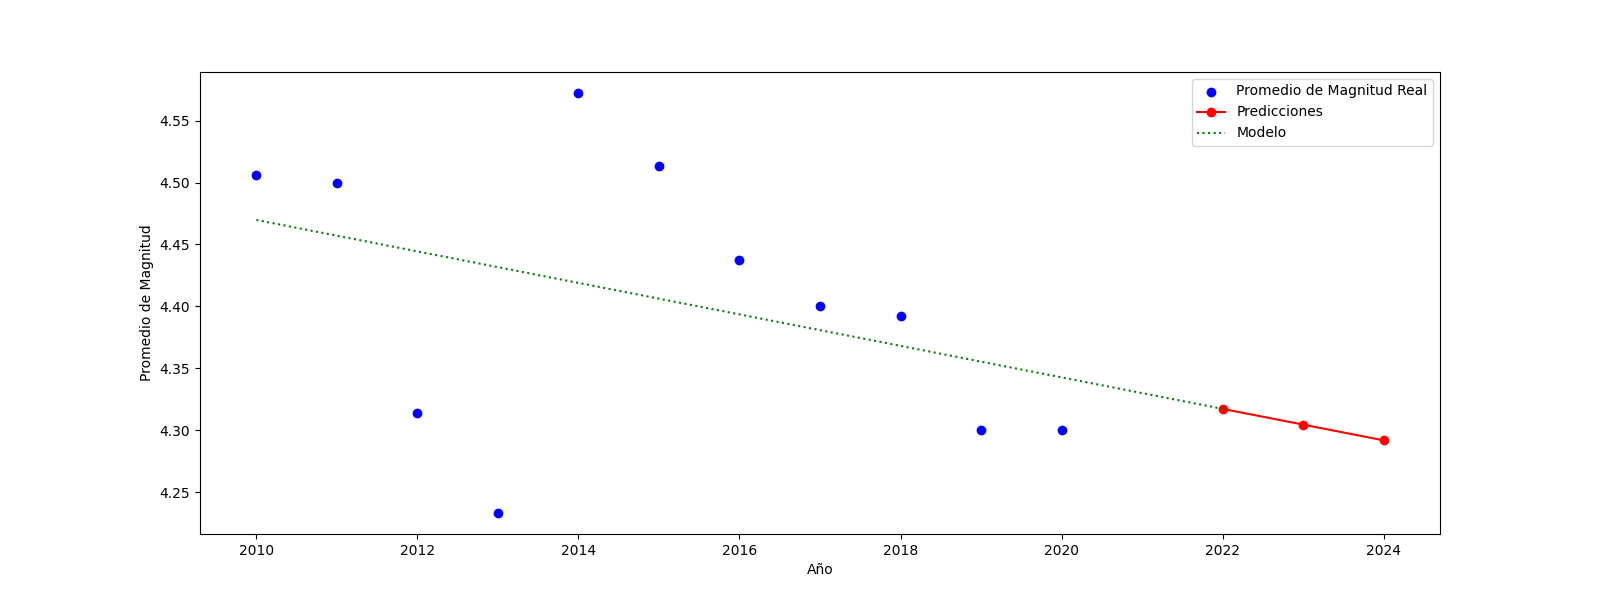 Promedio de Magnitud Real
Predicciones
Modelo
4.55
4.50
4.45
4.40
4.35
4.30
4.25
Promedio de Magnitud
2010 2012 2014 2016 2018 2020 2022 2024
Año